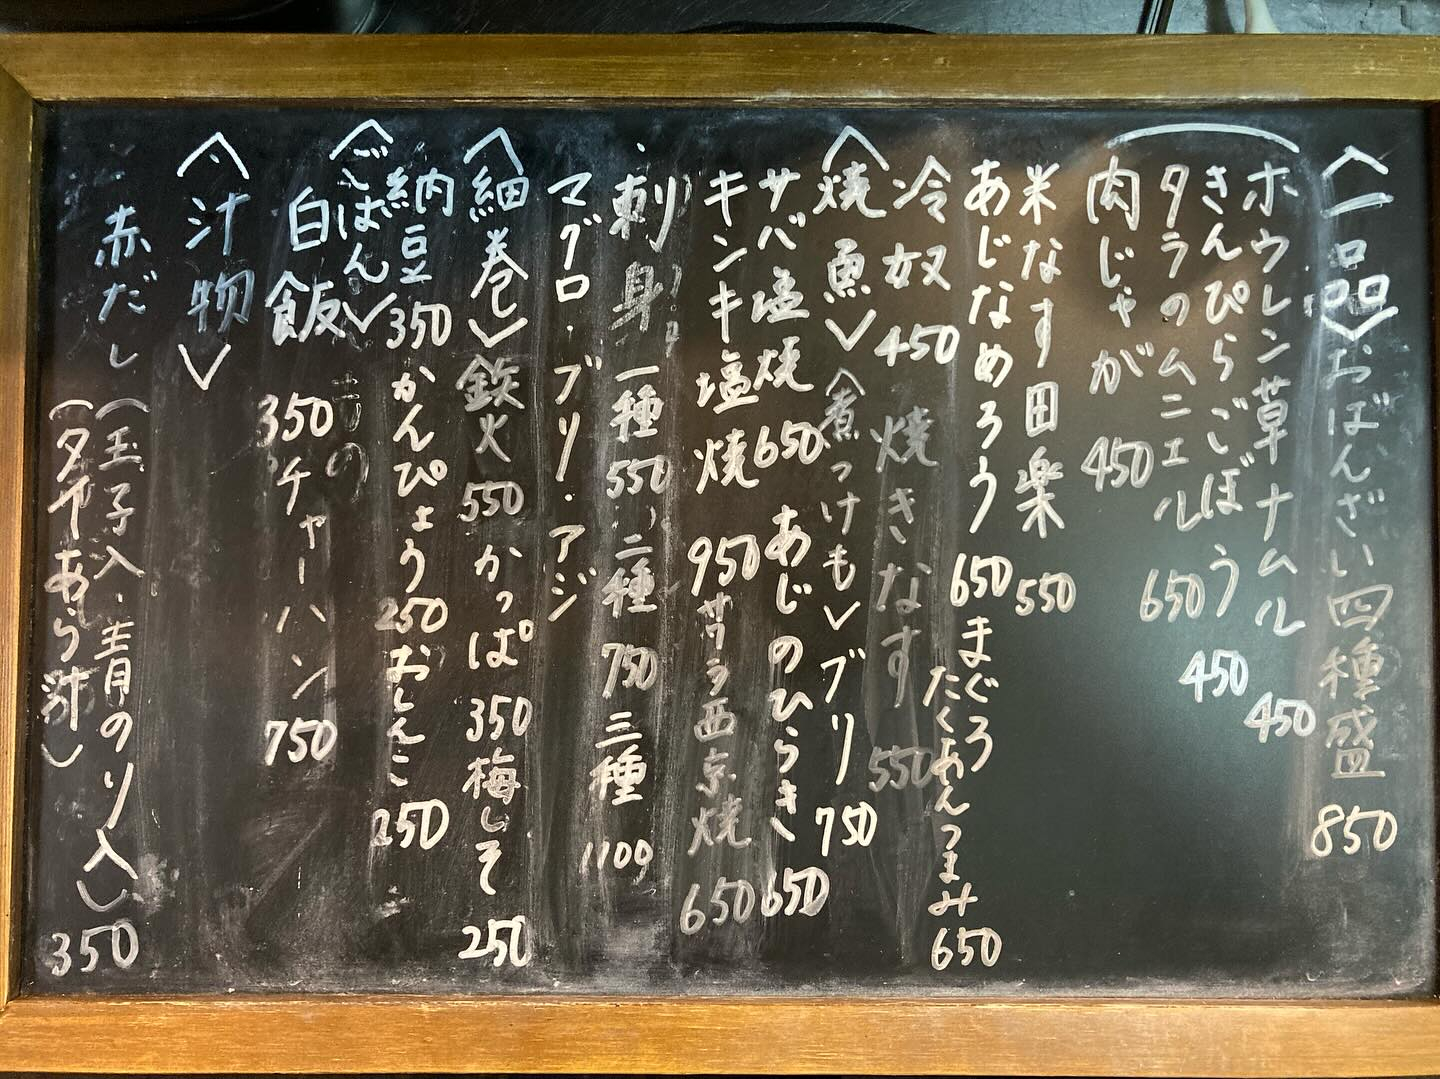 〈一品〉おばんざい四種盛 850
ホウレン草ナムル 450
きんぴらごぼう 450
タラのムニエル 650
肉じゃが 450
米なす田楽 550
あじなめろう 650 まぐろたくあんつまみ 650
冷奴 450 焼きなす 550
〈焼魚〉〈煮つけも〉ブリ 750
サバ塩焼 650 あじのひらき 650
キンキ塩焼 950 サワラ西京焼 650
刺身 一種 550 二種 750 三種 1100
マグロ・ブリ・アジ
〈細巻〉鉄火 550 かっぱ 350 梅しそ 250
納豆 350 かんぴょう 250 おしんこ 250
〈ごはん〉
白飯 350 チャーハン 750
〈汁物〉
赤だし(玉子入・青のり入) 350
(タイあら汁)